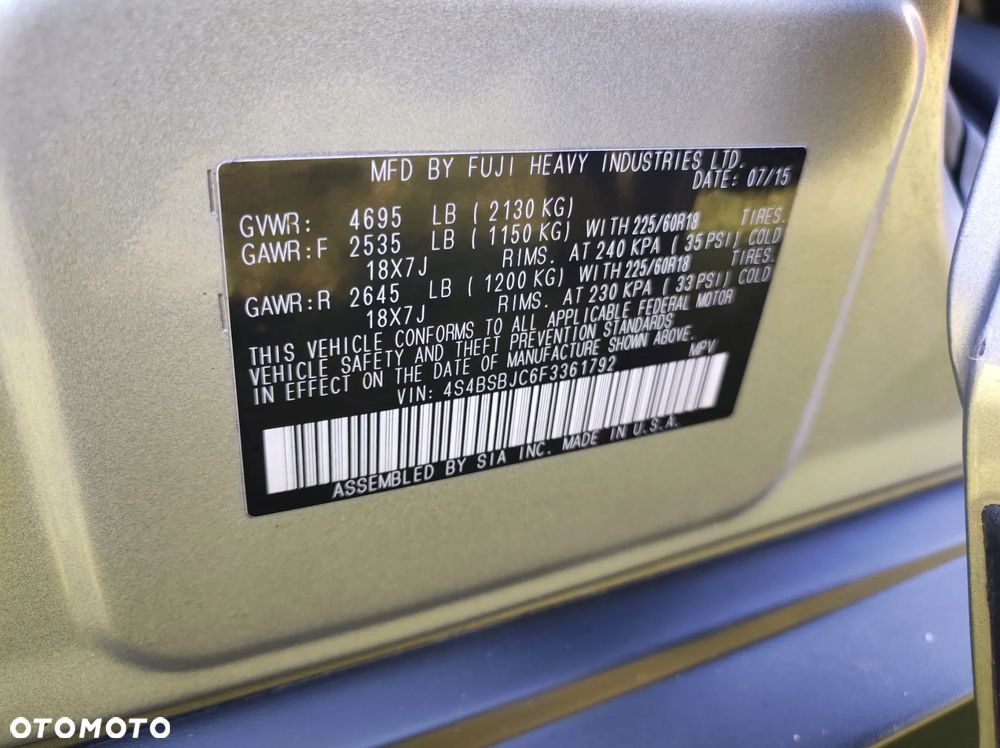 MFD BY FUJI HEAVY INDUSTRIES LTD.
DATE: 07/15
GVWR: 4695 LB ( 2130 KG)
GAWR:F 2535 LB ( 1150 KG) WITH 225/60R18 TIRES.
18X7J RIMS. AT 240 KPA ( 35 PSI) COLD
GAWR:R 2645 LB ( 1200 KG) WITH 225/60R18 TIRES.
18X7J RIMS. AT 230 KPA ( 33 PSI) COLD
THIS VEHICLE CONFORMS TO ALL APPLICABLE FEDERAL MOTOR
VEHICLE SAFETY AND THEFT PREVENTION STANDARDS
IN EFFECT ON THE DATE OF MANUFACTURE SHOWN ABOVE.
VIN: 4S4BSBJC6F3361792 MPV
ASSEMBLED BY SIA INC. MADE IN U.S.A.
OTOMOTO